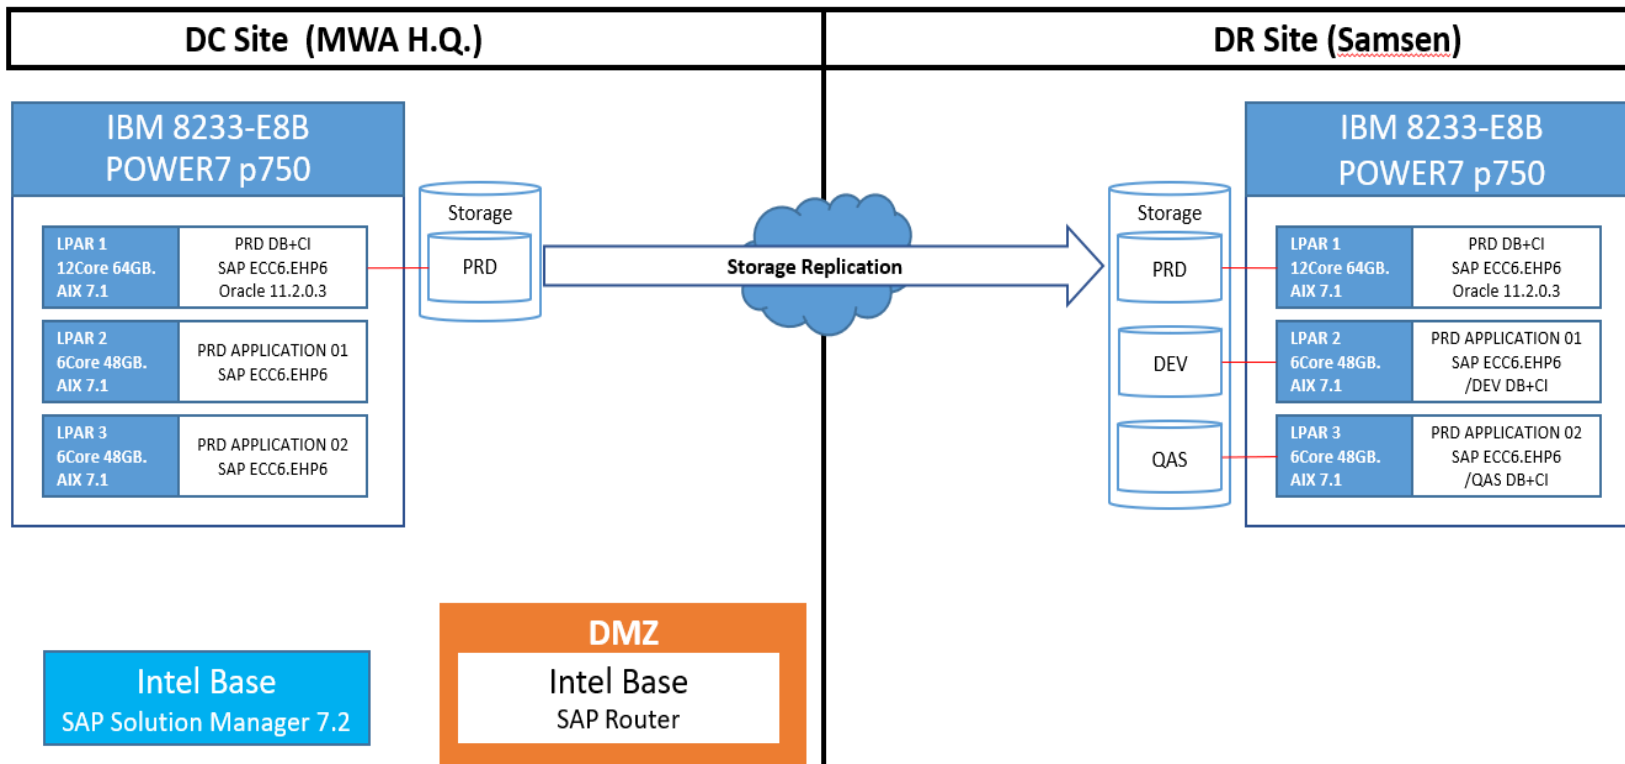 DC Site (MWA H.Q.)
DR Site (Samsen)
IBM 8233-E8B
POWER7 p750
LPAR 1
12Core 64GB.
AIX 7.1
PRD DB+CI
SAP ECC6.EHP6
Oracle 11.2.0.3
LPAR 2
6Core 48GB.
AIX 7.1
PRD APPLICATION 01
SAP ECC6.EHP6
LPAR 3
6Core 48GB.
AIX 7.1
PRD APPLICATION 02
SAP ECC6.EHP6
Storage
PRD
Storage Replication
Storage
PRD
DEV
QAS
IBM 8233-E8B
POWER7 p750
LPAR 1
12Core 64GB.
AIX 7.1
PRD DB+CI
SAP ECC6.EHP6
Oracle 11.2.0.3
LPAR 2
6Core 48GB.
AIX 7.1
PRD APPLICATION 01
SAP ECC6.EHP6
/DEV DB+CI
LPAR 3
6Core 48GB.
AIX 7.1
PRD APPLICATION 02
SAP ECC6.EHP6
/QAS DB+CI
Intel Base
SAP Solution Manager 7.2
DMZ
Intel Base
SAP Router